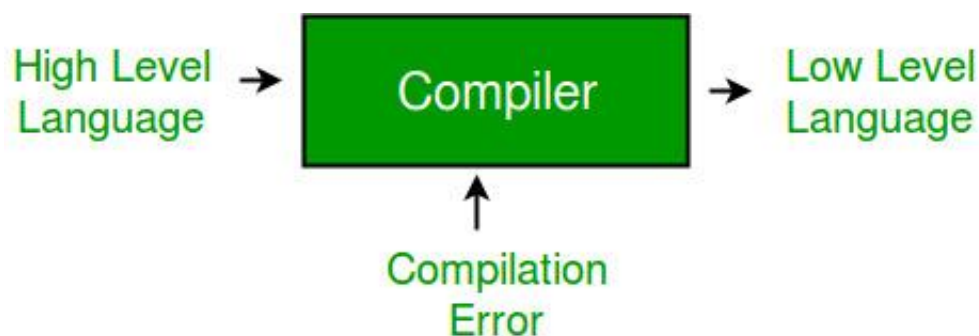 High Level
Language
Compiler
Low Level
Language
Compilation
Error